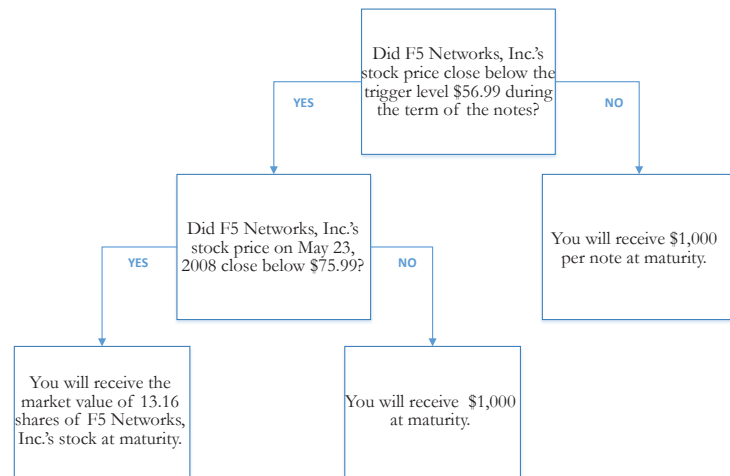 Did F5 Networks, Inc.'s
stock price close below the
trigger level $56.99 during
the term of the notes?
YES
NO
Did F5 Networks, Inc.'s
stock price on May 23,
2008 close below $75.99?
You will receive $1,000
per note at maturity.
YES
NO
You will receive the
market value of 13.16
shares of F5 Networks,
Inc.'s stock at maturity.
You will receive $1,000
at maturity.